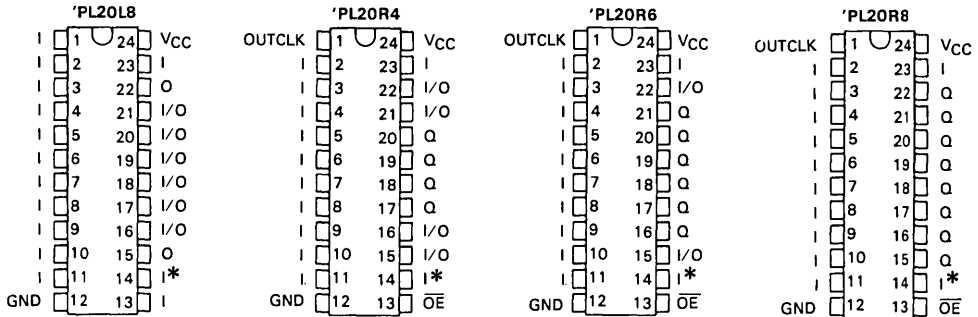 'PL20L8 'PL20R4 'PL20R6 'PL20R8
I 1 24 VCC OUTCLK 1 24 VCC OUTCLK 1 24 VCC OUTCLK 1 24 VCC
I 2 23 I I 2 23 I I 2 23 I I 2 23 I
I 3 22 O I 3 22 I/O I 3 22 I/O I 3 22 Q
I 4 21 I/O I 4 21 I/O I 4 21 Q I 4 21 Q
I 5 20 I/O I 5 20 Q I 5 20 Q I 5 20 Q
I 6 19 I/O I 6 19 Q I 6 19 Q I 6 19 Q
I 7 18 I/O I 7 18 Q I 7 18 Q I 7 18 Q
I 8 17 I/O I 8 17 Q I 8 17 Q I 8 17 Q
I 9 16 I/O I 9 16 I/O I 9 16 Q I 9 16 Q
I 10 15 O I 10 15 I/O I 10 15 I/O I 10 15 Q
I 11 14 I* I 11 14 I* I 11 14 I* I 11 14 I*
GND 12 13 I GND 12 13 OE GND 12 13 OE GND 12 13 OE